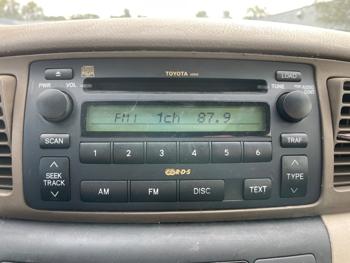 TOYOTA
LOAD
PWR VOL
TUNE
FM1 1ch 87.9
SCAN 1 2 3 4 5 6 TRAF
SEEK TRACK
R·D·S
TYPE
AM FM DISC TEXT